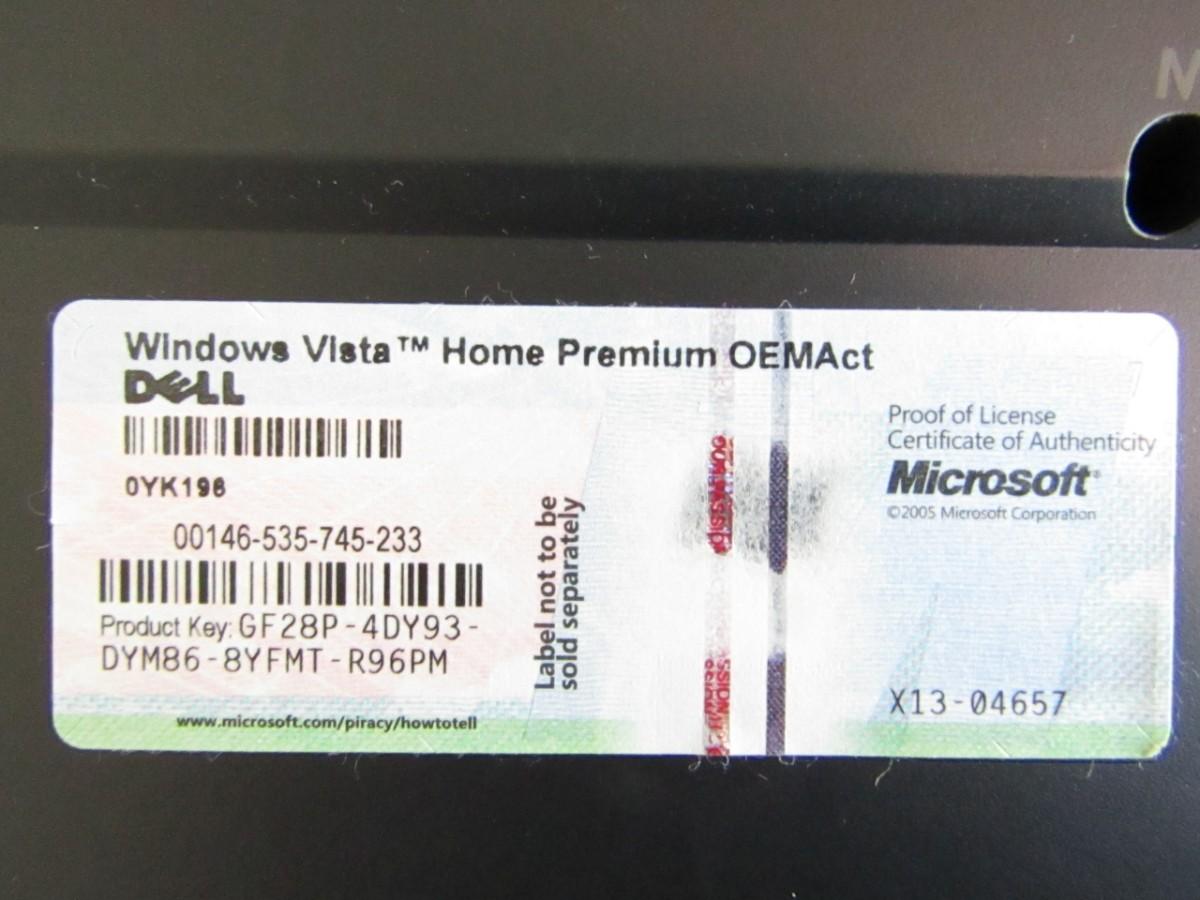 M
Windows Vista™ Home Premium OEMAct
DELL
0YK196
00146-535-745-233
Product Key: GF28P-4DY93-
DYM86-8YFMT-R96PM
www.microsoft.com/piracy/howtotell
Label not to be
sold separately
Proof of License
Certificate of Authenticity
Microsoft®
©2005 Microsoft Corporation
X13-04657